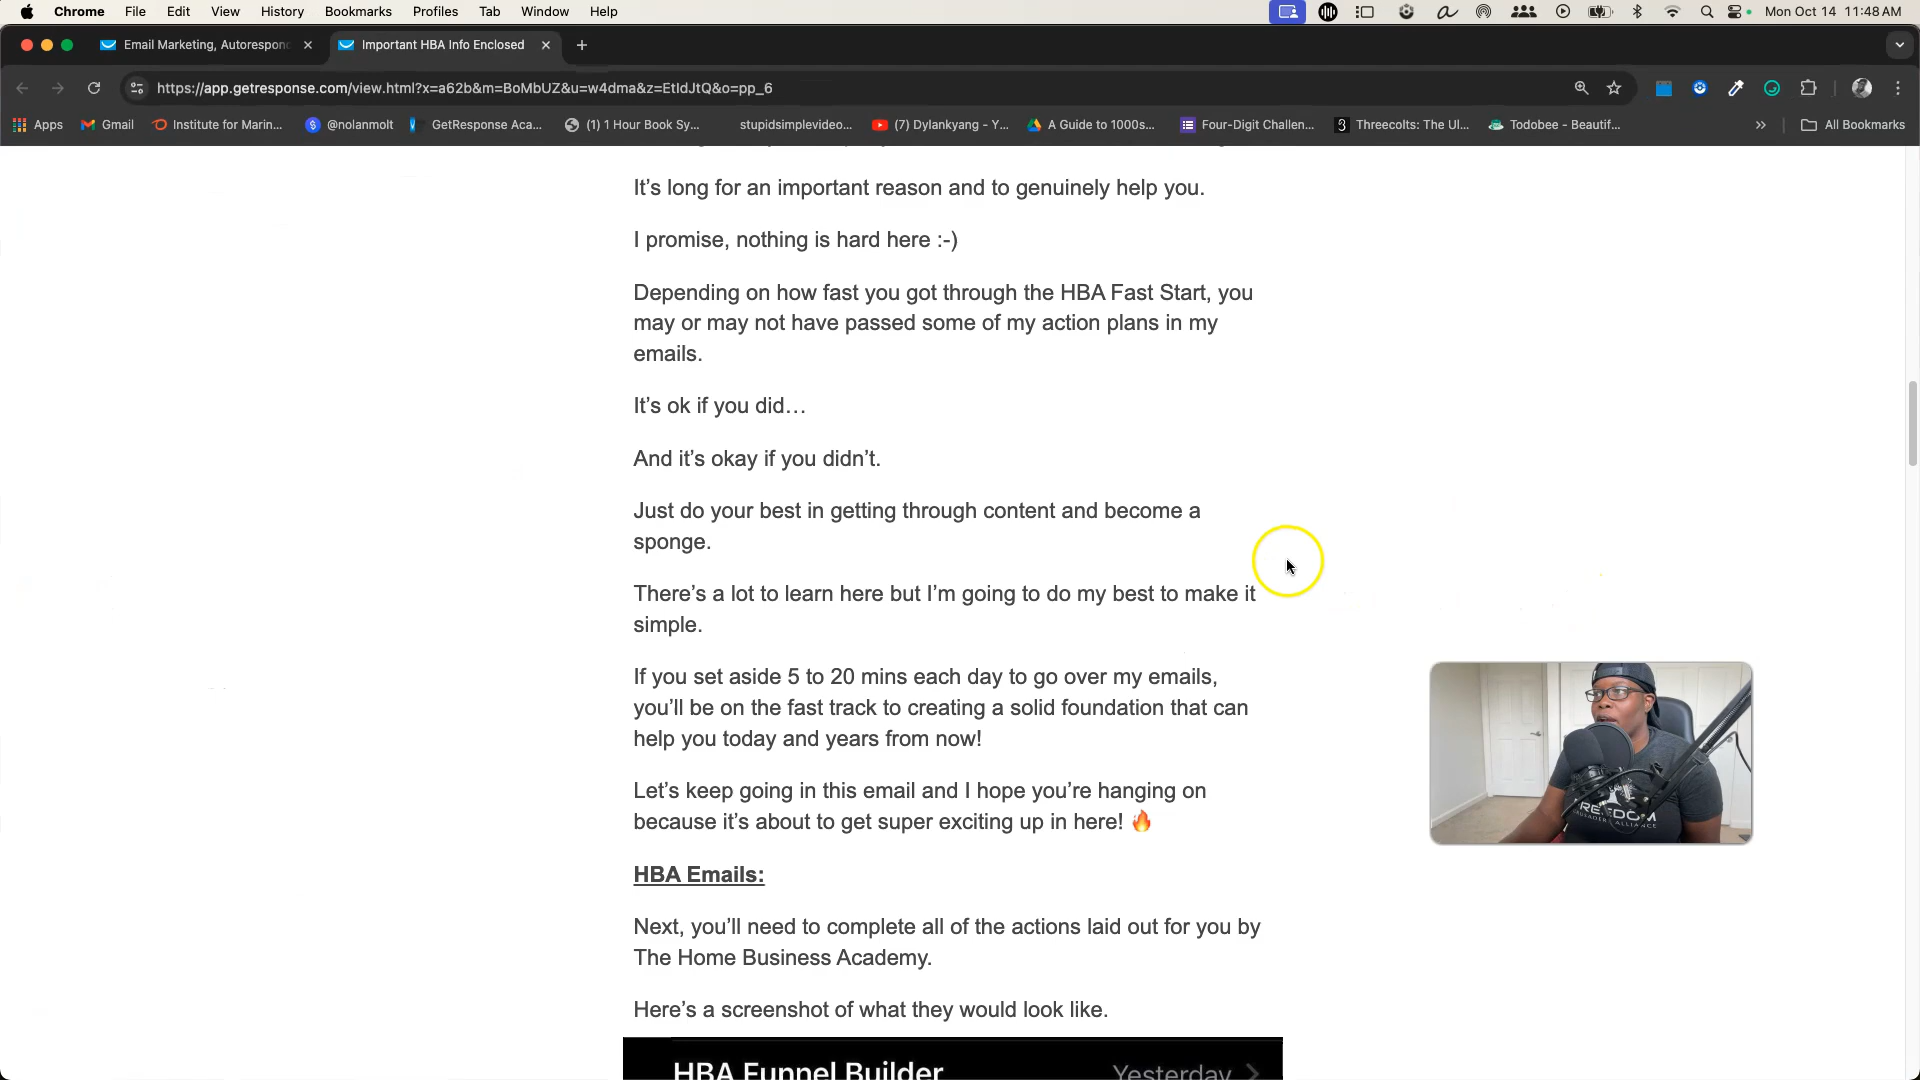 Chrome File Edit View History Bookmarks Profiles Tab Window Help
Mon Oct 14 11:48 AM
Email Marketing, Autorespon
Important HBA Info Enclosed
https://app.getresponse.com/view.html?x=a62b&m=BoMbUZ&u=w4dma&z=EtIdJtQ&o=pp_6
Apps Gmail Institute for Marin... @nolanmolt GetResponse Aca... (1) 1 Hour Book Sy... stupidsimplevideo... (7) Dylankyang - Y... A Guide to 1000s... Four-Digit Challen... Threecolts: The Ul... Todobee - Beautif... » All Bookmarks
It’s long for an important reason and to genuinely help you.
I promise, nothing is hard here :-)
Depending on how fast you got through the HBA Fast Start, you
may or may not have passed some of my action plans in my
emails.
It’s ok if you did…
And it’s okay if you didn’t.
Just do your best in getting through content and become a
sponge.
There’s a lot to learn here but I’m going to do my best to make it
simple.
If you set aside 5 to 20 mins each day to go over my emails,
you’ll be on the fast track to creating a solid foundation that can
help you today and years from now!
Let’s keep going in this email and I hope you’re hanging on
because it’s about to get super exciting up in here! 🔥
HBA Emails:
Next, you’ll need to complete all of the actions laid out for you by
The Home Business Academy.
Here’s a screenshot of what they would look like.
HBA Funnel Builder Yesterday